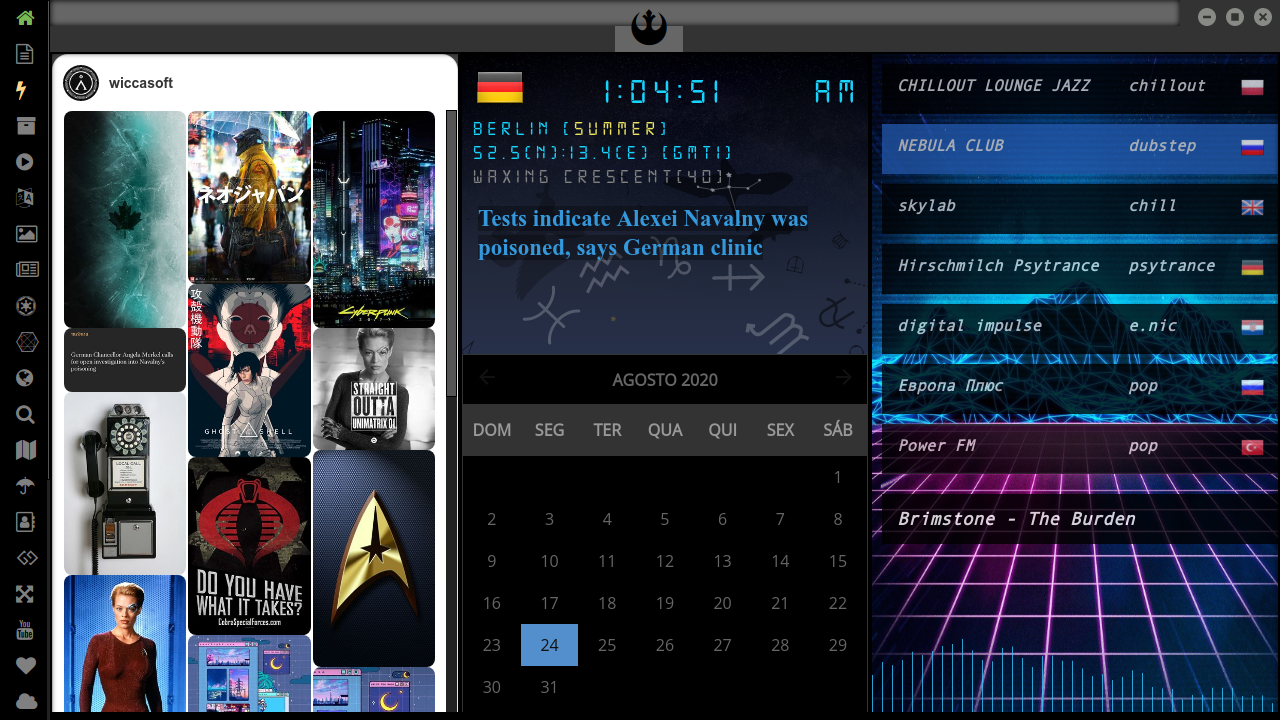 wiccasoft
ネオジャパン
Cyberpunk
2077
攻殻機動隊
GHOST IN THE SHELL
German Chancellor Angela Merkel calls
for open investigation into Navalny's
poisoning
LOCAL CALL
STRAIGHT
OUTTA
UNIMATRIX 01
DO YOU HAVE
WHAT IT TAKES?
CobraSpecialForces.com
1:04:51 AM
BERLIN (SUMMER)
52.5(N):13.4(E) (GMT1)
WAXING CRESCENT(40)
Tests indicate Alexei Navalny was
poisoned, says German clinic
AGOSTO 2020
DOM SEG TER QUA QUI SEX SÁB
1
2 3 4 5 6 7 8
9 10 11 12 13 14 15
16 17 18 19 20 21 22
23 24 25 26 27 28 29
30 31
CHILLOUT LOUNGE JAZZ chillout
NEBULA CLUB dubstep
skylab chill
Hirschmilch Psytrance psytrance
digital impulse e.nic
Европа Плюс pop
Power FM pop
Brimstone - The Burden
You
Tube